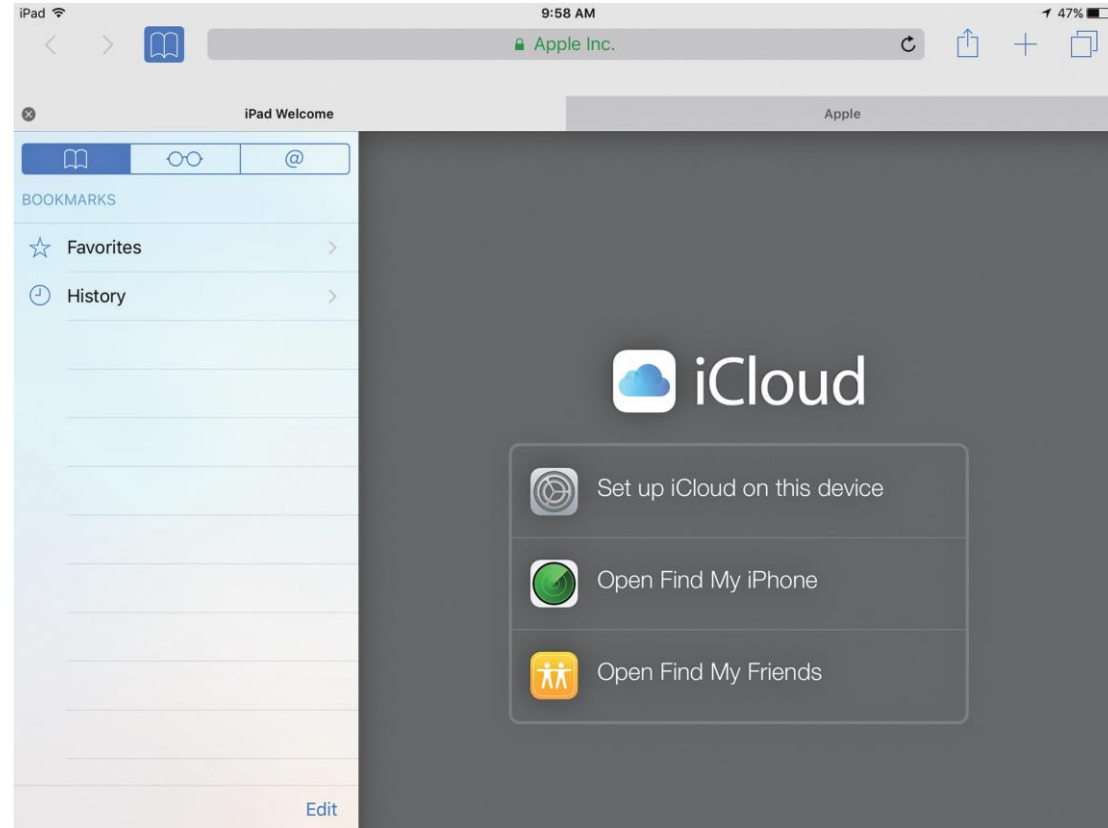 iPad 9:58 AM 47%
Apple Inc.
iPad Welcome Apple
@
BOOKMARKS
Favorites
History
iCloud
Set up iCloud on this device
Open Find My iPhone
Open Find My Friends
Edit